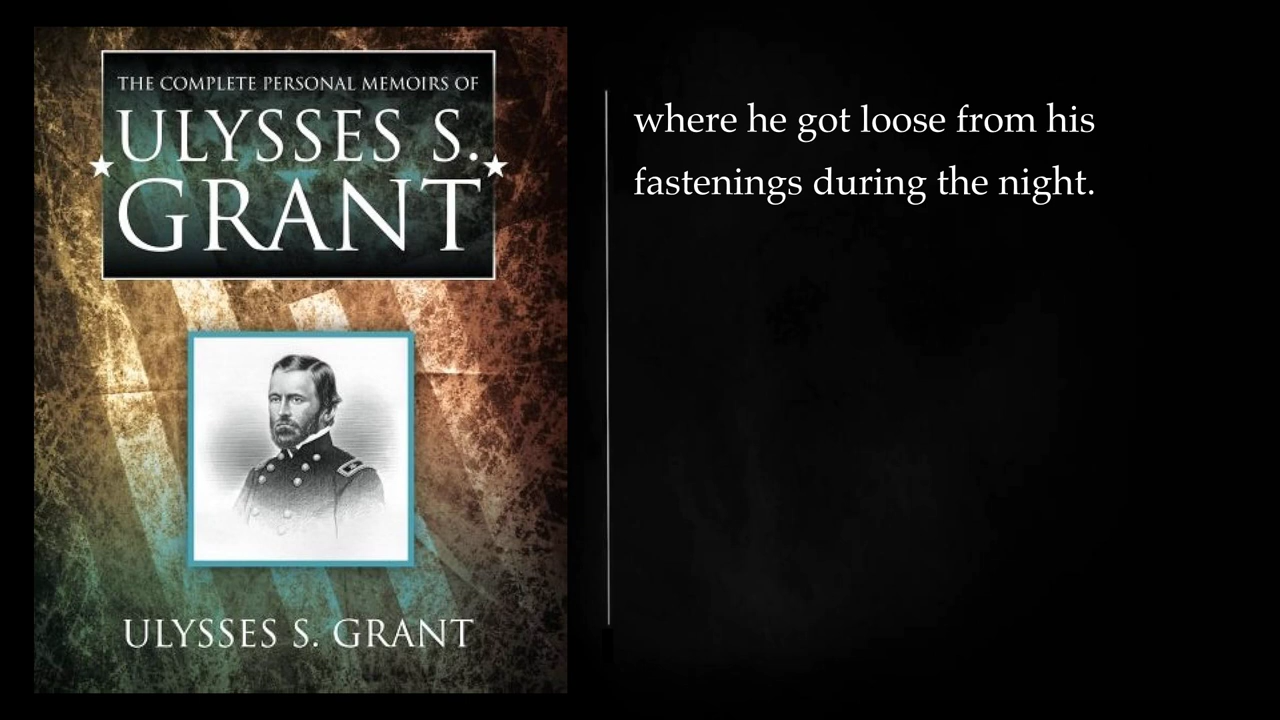 THE COMPLETE PERSONAL MEMOIRS OF
ULYSSES S.
GRANT
ULYSSES S. GRANT
where he got loose from his
fastenings during the night.